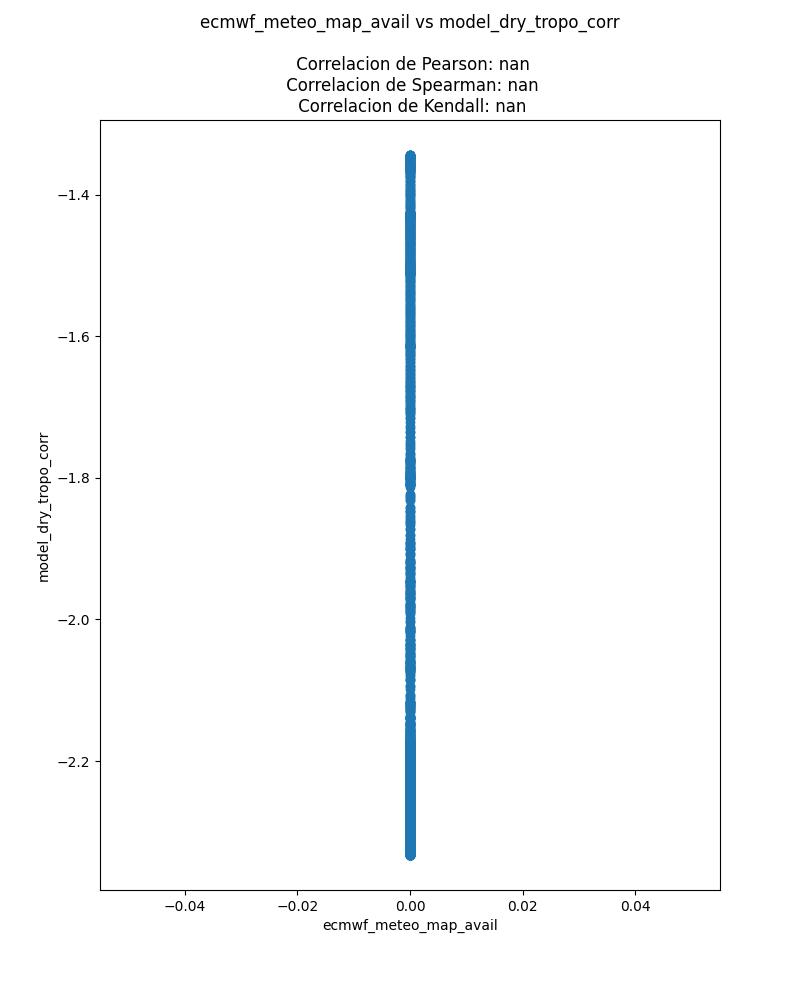 ecmwf_meteo_map_avail vs model_dry_tropo_corr
Correlacion de Pearson: nan
Correlacion de Spearman: nan
Correlacion de Kendall: nan
−1.4
−1.6
−1.8
−2.0
−2.2
model_dry_tropo_corr
−0.04
−0.02
0.00
0.02
0.04
ecmwf_meteo_map_avail